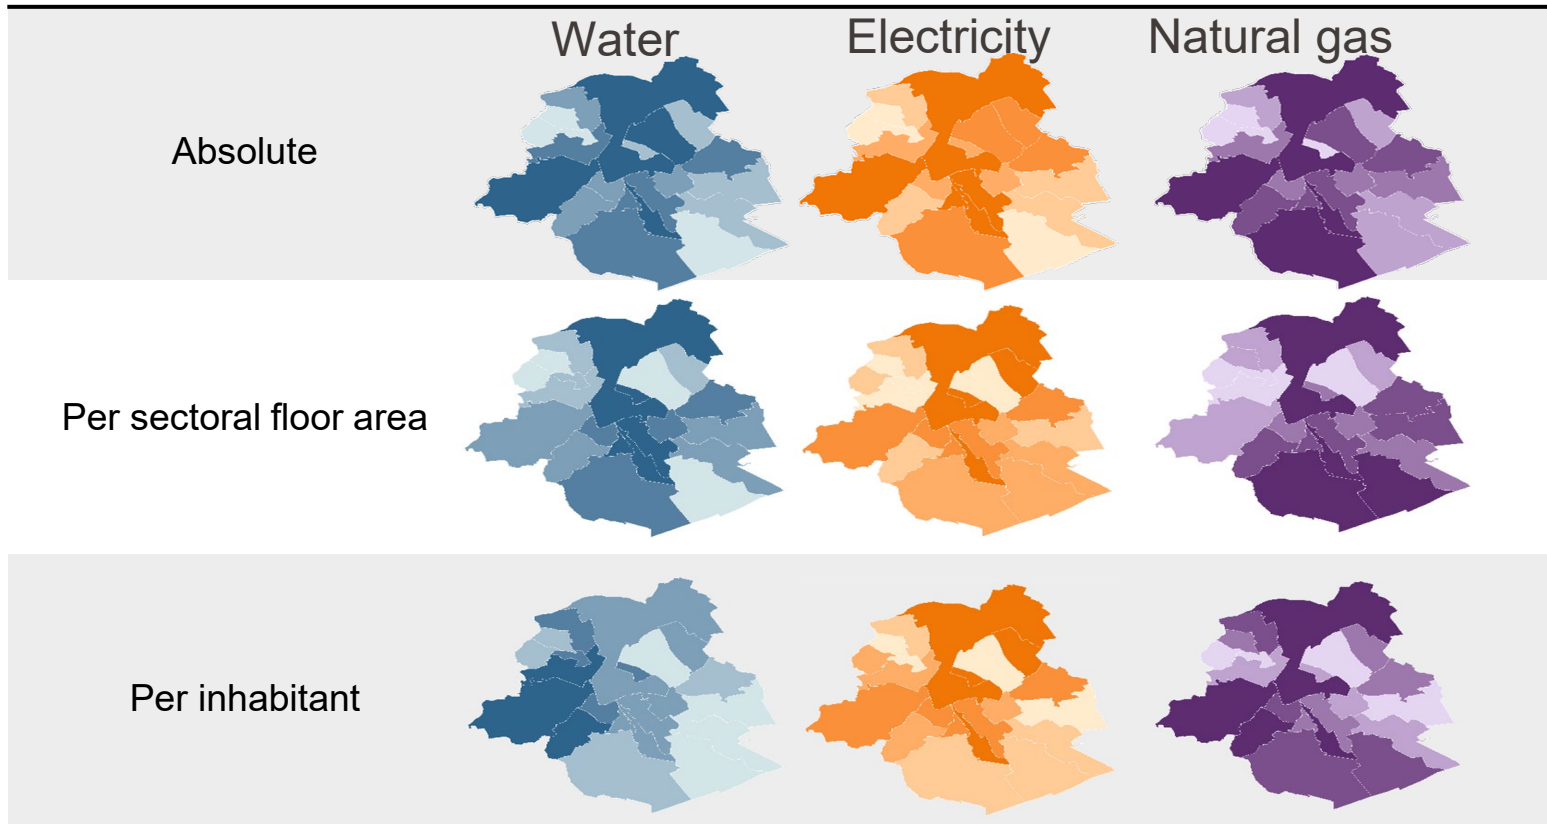 Water Electricity Natural gas
Absolute
Per sectoral floor area
Per inhabitant